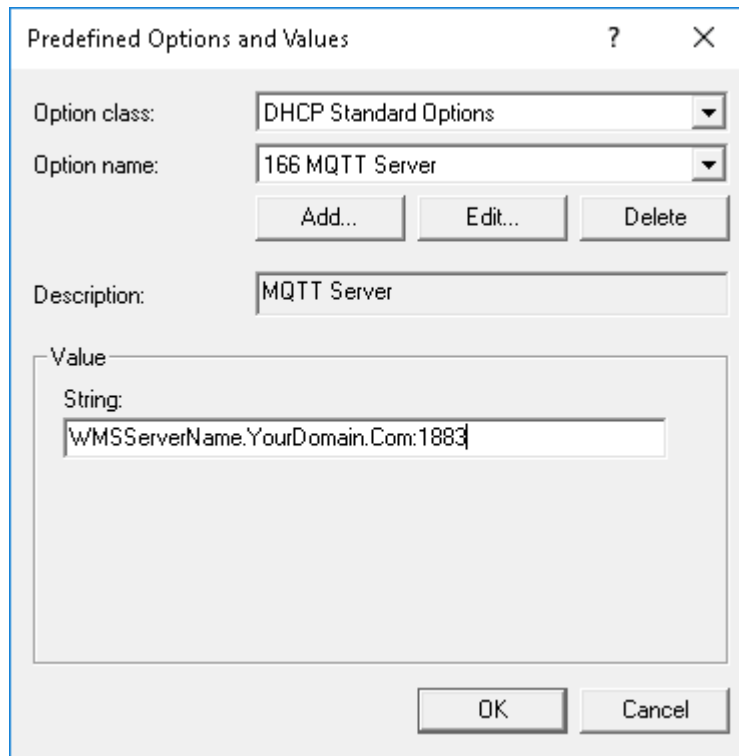 Predefined Options and Values ?
Option class: DHCP Standard Options
Option name: 166 MQTT Server
Add... Edit... Delete
Description: MQTT Server
Value
String:
WMSServerName.YourDomain.Com:1883
OK Cancel